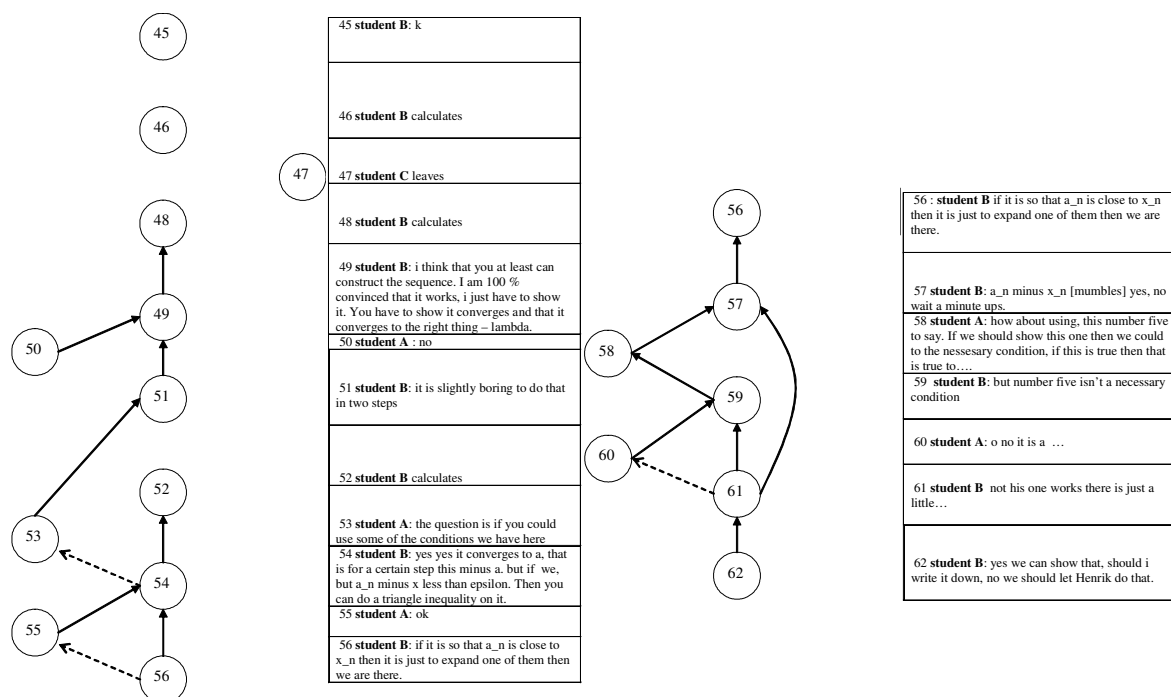 45
46
47
48
49
50
51
52
53
54
55
56
45 student B: k
46 student B calculates
47 student C leaves
48 student B calculates
49 student B: i think that you at least can
construct the sequence. I am 100 %
convinced that it works, i just have to show
it. You have to show it converges and that it
converges to the right thing – lambda.
50 student A : no
51 student B: it is slightly boring to do that
in two steps
52 student B calculates
53 student A: the question is if you could
use some of the conditions we have here
54 student B: yes yes it converges to a, that
is for a certain step this minus a. but if  we,
but a_n minus x less than epsilon. Then you
can do a triangle inequality on it.
55 student A: ok
56 student B: if it is so that a_n is close to
x_n then it is just to expand one of them then
we are there.
56
57
58
59
60
61
62
56 : student B if it is so that a_n is close to x_n
then it is just to expand one of them then we are
there.
57 student B: a_n minus x_n [mumbles] yes, no
wait a minute ups.
58 student A: how about using, this number five
to say. If we should show this one then we could
to the nessesary condition, if this is true then that
is true to….
59  student B: but number five isn't a necessary
condition
60 student A: o no it is a  …
61 student B  not his one works there is just a
little…
62 student B: yes we can show that, should i
write it down, no we should let Henrik do that.